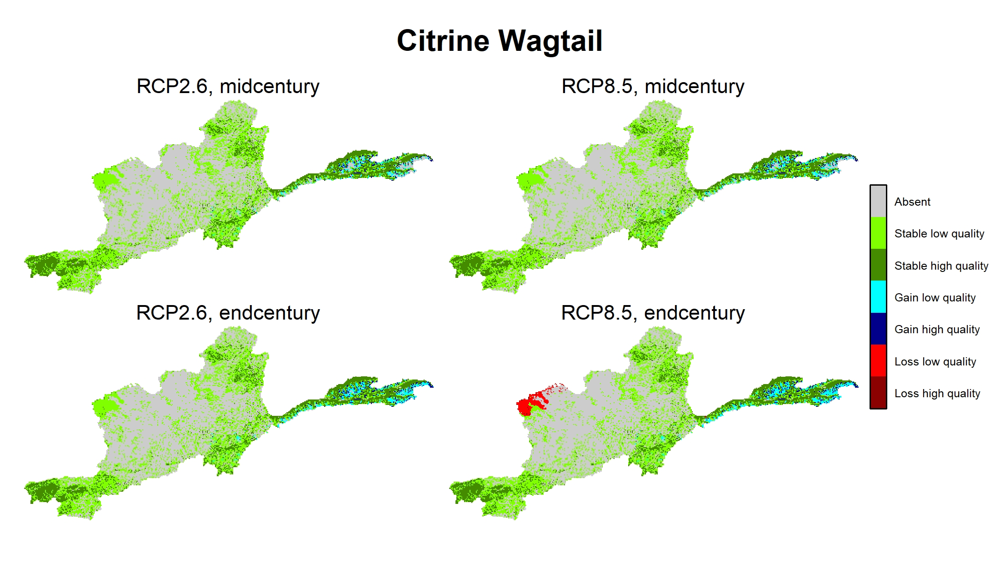 Citrine Wagtail
RCP2.6, midcentury
RCP8.5, midcentury
RCP2.6, endcentury
RCP8.5, endcentury
Absent
Stable low quality
Stable high quality
Gain low quality
Gain high quality
Loss low quality
Loss high quality